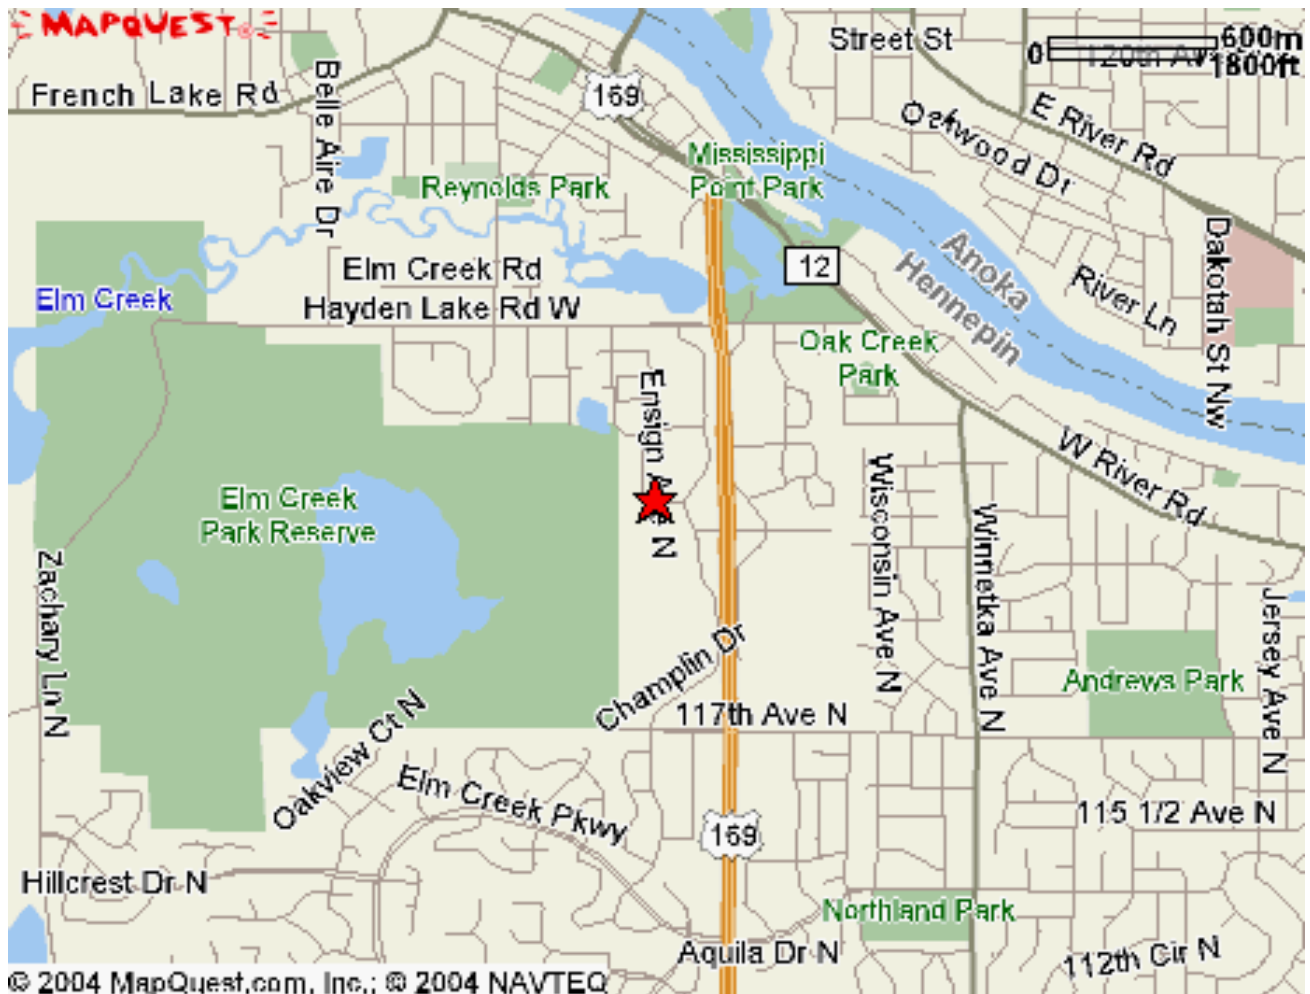 MAPQUEST
Street St
0
600m
1800ft
120th Av
French Lake Rd
Belle Aire Dr
169
E River Rd
Oakwood Dr
Mississippi
Point Park
Reynolds Park
Dakotah St Nw
Elm Creek Rd
12
Anoka
Hennepin
River Ln
Elm Creek
Hayden Lake Rd W
Oak Creek
Park
Ensign Ave N
W River Rd
Wisconsin Ave N
Elm Creek
Park Reserve
Winnetka Ave N
Zachary Ln N
Jersey Ave N
Champlin Dr
Andrews Park
117th Ave N
Oakview Ct N
Elm Creek Pkwy
115 1/2 Ave N
169
Hillcrest Dr N
Northland Park
Aquila Dr N
112th Cir N
© 2004 MapQuest.com, Inc.; © 2004 NAVTEQ